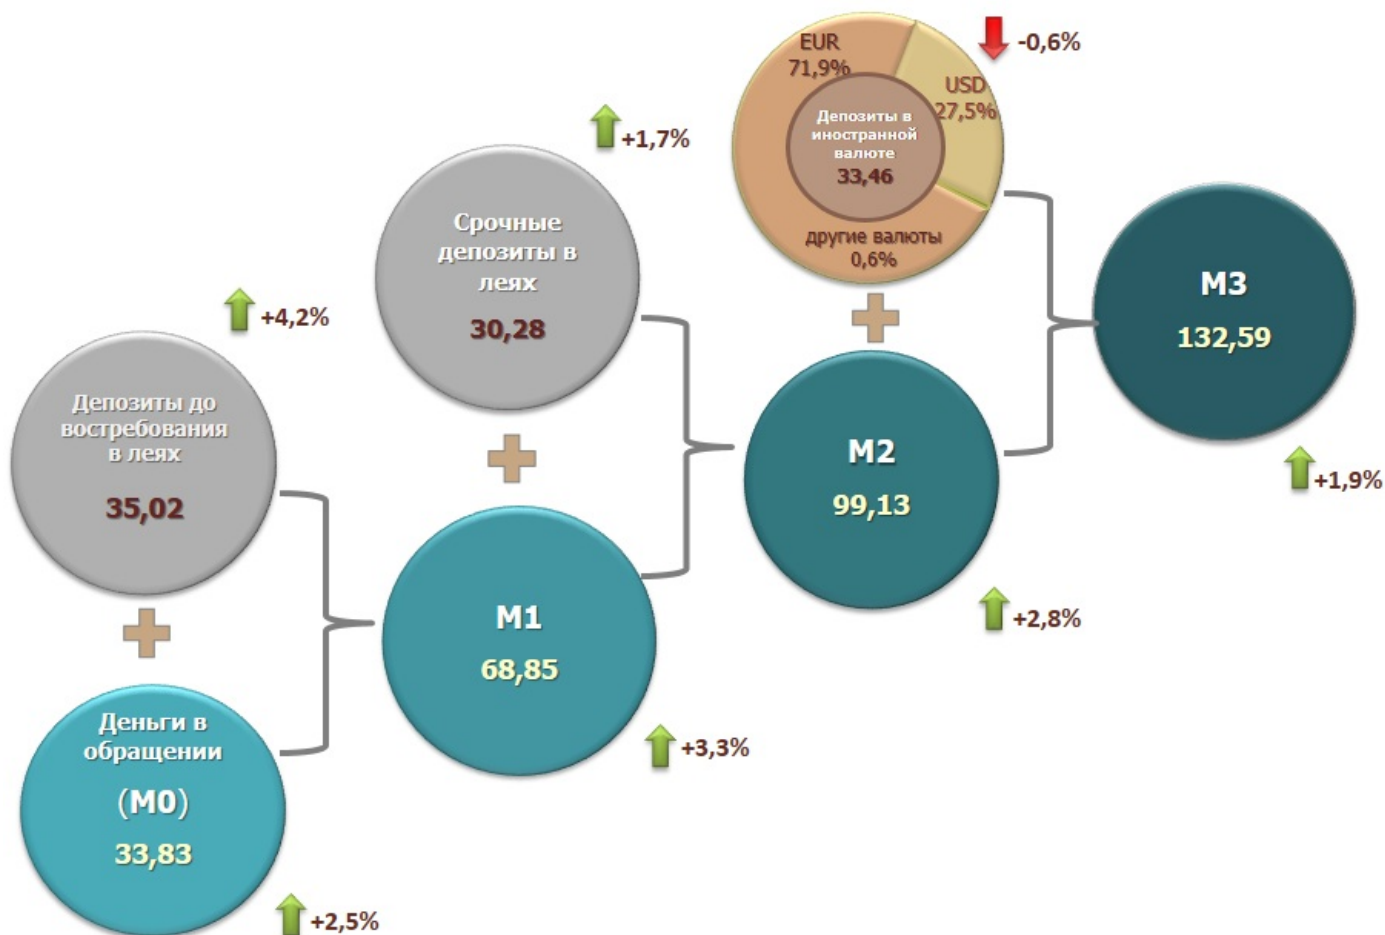 EUR
71,9%
USD
27,5%
Депозиты в
иностранной
валюте
33,46
другие валюты
0,6%
-0,6%
+1,7%
Срочные
депозиты в
леях
30,28
+4,2%
Депозиты до
востребования
в леях
35,02
M3
132,59
+1,9%
M2
99,13
+2,8%
M1
68,85
+3,3%
Деньги в
обращении
(M0)
33,83
+2,5%